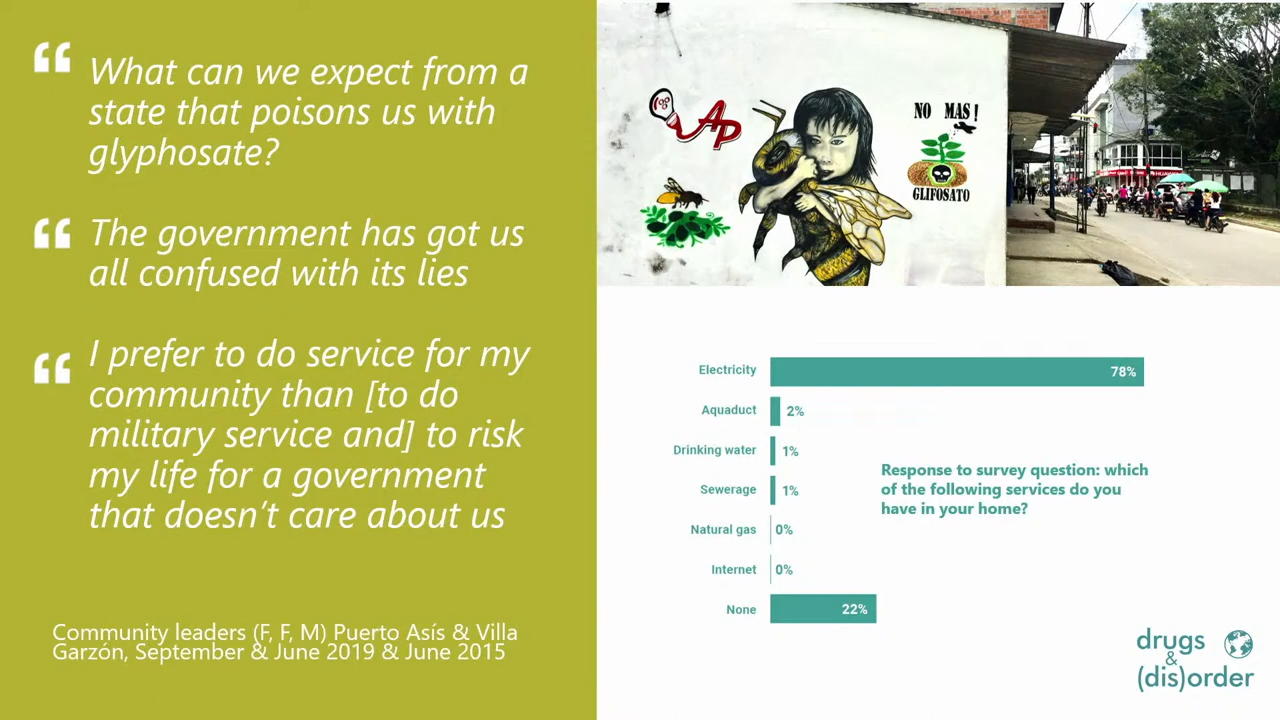 “ What can we expect from a
state that poisons us with
glyphosate?
“ The government has got us
all confused with its lies
“ I prefer to do service for my
community than [to do
military service and] to risk
my life for a government
that doesn’t care about us
Community leaders (F, F, M) Puerto Asís & Villa
Garzón, September & June 2019 & June 2015
AP
NO MAS!
GLIFOSATO
Electricity 78%
Aquaduct 2%
Drinking water 1%
Sewerage 1%
Natural gas 0%
Internet 0%
None 22%
Response to survey question: which
of the following services do you
have in your home?
drugs
&
(dis)order